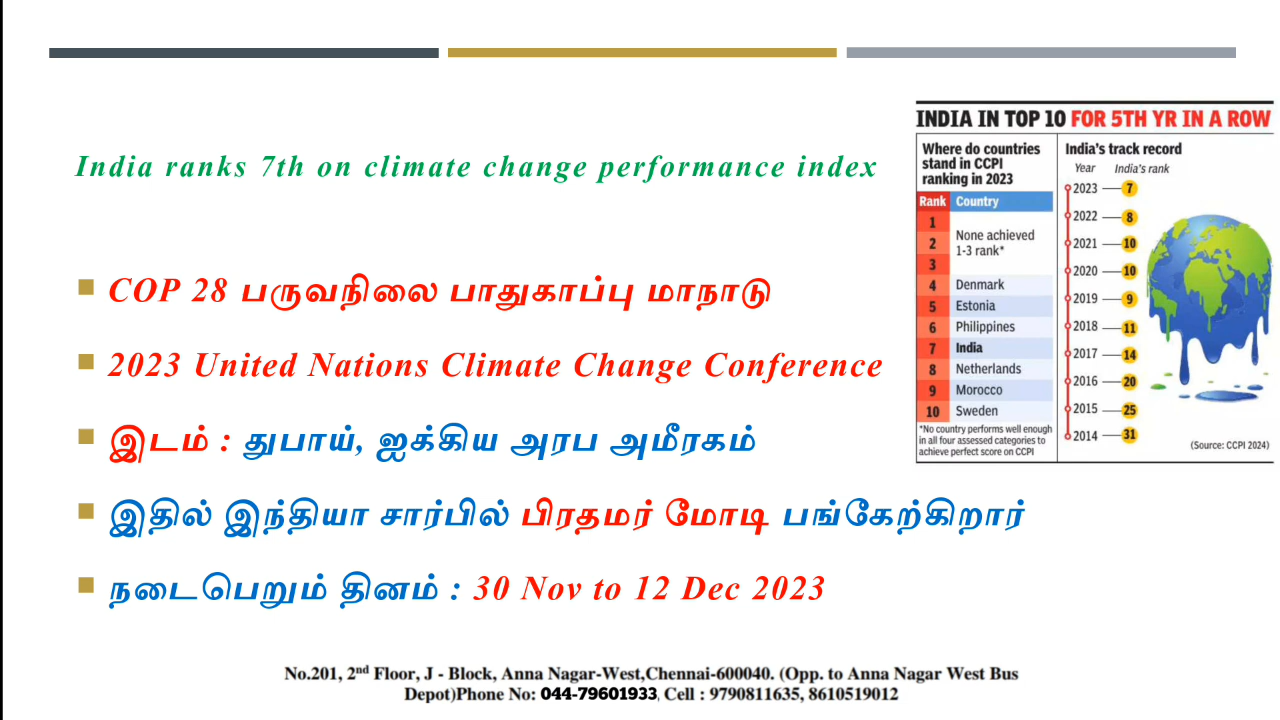 India ranks 7th on climate change performance index
COP 28 பருவநிலை பாதுகாப்பு மாநாடு
2023 United Nations Climate Change Conference
இடம் : துபாய், ஐக்கிய அரபு அமீரகம்
இதில் இந்தியா சார்பில் பிரதமர் மோடி பங்கேற்கிறார்
நடைபெறும் தினம் : 30 Nov to 12 Dec 2023
INDIA IN TOP 10 FOR 5TH YR IN A ROW
Where do countries
stand in CCPI
ranking in 2023
Rank Country
1
2
3
None achieved
1-3 rank*
4 Denmark
5 Estonia
6 Philippines
7 India
8 Netherlands
9 Morocco
10 Sweden
*No country performs well enough
in all four assessed categories to
achieve perfect score on CCPI
India's track record
Year India's rank
2023 7
2022 8
2021 10
2020 10
2019 9
2018 11
2017 14
2016 20
2015 25
2014 31
(Source: CCPI 2024)
No.201, 2nd Floor, J - Block, Anna Nagar-West,Chennai-600040. (Opp. to Anna Nagar West Bus
Depot)Phone No: 044-79601933, Cell : 9790811635, 8610519012